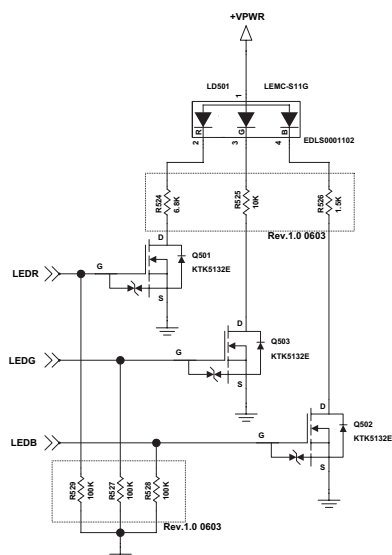 +VPWR
LD501 LEMC-S11G
1
R G B
2 3 4 EDLS0001102
R524 6.8K
R525 10K
R526 1.5K
Rev.1.0 0603
D
Q501
G
KTK5132E
LEDR
S
D
Q503
LEDG G
KTK5132E
S
D
Q502
LEDB G
KTK5132E
S
R529 100K
R527 100K
R528 100K
Rev.1.0 0603